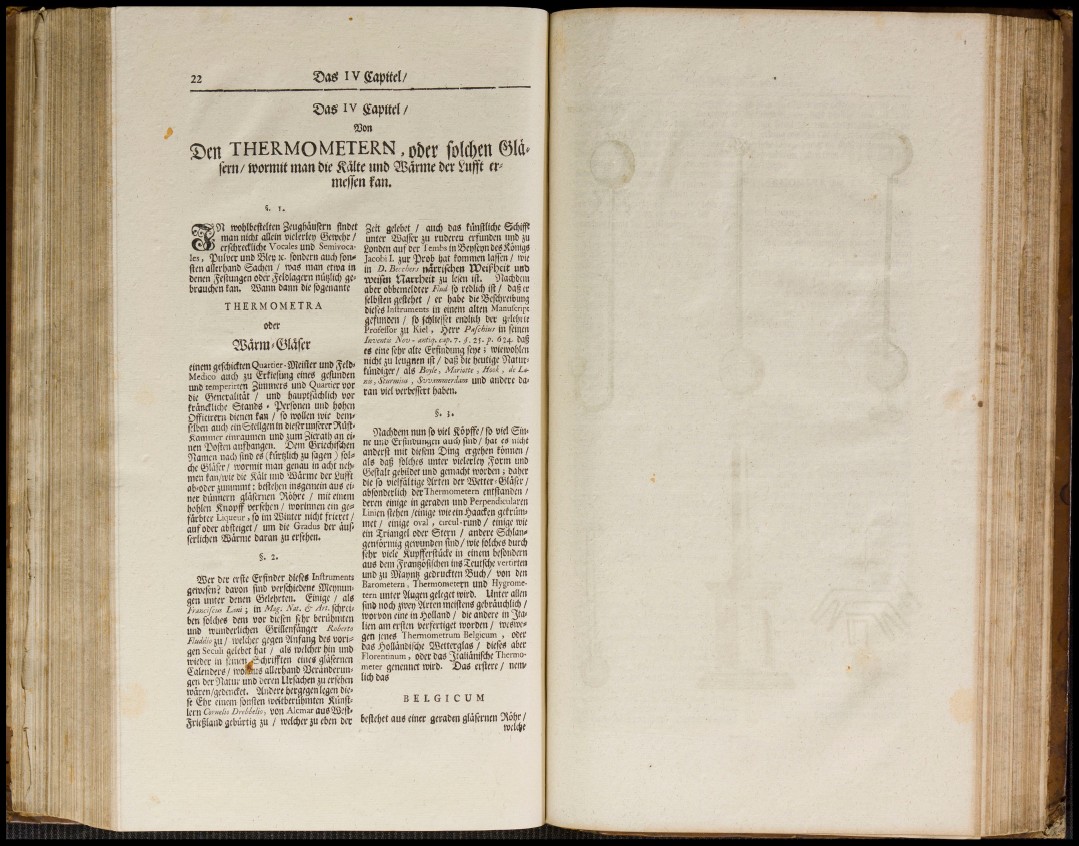 22
Das IV Capitel/
Das IV Capitel /
Von
Den THERMOMETERN, oder solchen Glä-
sern/ wormit man die Kälte und Wärme der Lufft er-
messen kan.
§. 1.
IN wohlbestelten Zeughäusern findet
man nicht allein vielerley Gewehr /
erschreckliche Vocales und Semivoca-
les, Pulver und Bley ꝛc. sondern auch son-
sten allerhand Sachen / was man etwa in
denen Festungen oder Feldlagern nützlich ge-
brauchen kan. Wann dann die sogenante
THERMOMETRA
oder
Wärm-Gläser
einem geschickten Quartier-Meister und Feld-
Medico auch zu Erkiesung eines gesunden
und temperirten Zimmers und Quartier vor
die Generalität / und hauptsächlich vor
kränckliche Stands-Personen und hohen
Officirern dienen kan / so wollen wir dem-
selben auch ein Stellgen in dieser unserer Rüst-
Kammer einraumen und zum Zierath an ei-
nen Posten aufhangen. Dem Griechischen
Namen nach sind es (kürtzlich zu sagen) sol-
che Gläser / wormit man genau in acht neh-
men kan/wie die Kält und Wärme der Lufft
ab-oder zunimmt: bestehen insgemein aus ei-
ner dünnern gläsernen Röhre / mit einem
hohlen Knopff versehen / worinnen ein ge-
färbter Liqueur, so im Winter nicht frieret /
auf oder absteiget / um die Gradus der äus-
serlichen Wärme daran zu ersehen.
§. 2.
Wer der erste Erfinder dieses Instruments
gewesen? davon sind verschiedene Meynun-
gen unter denen Gelehrten. Einige / als
Franciscus Lani; in Mag. Nat. & Art. schrei-
ben solches dem vor diesen sehr berühmten
und wunderlichen Grillenfänger Roberto
Fluddio zu / welcher gegen Anfang des vori-
gen Seculi gelebet hat / als welcher hin und
wieder in seinen Schrifften eines gläsernen
Calenders / allerhand Veränderun-
gen der Natur und deren Ursachen zu ersehen
wären/gedencket. Andere hergegen legen die-
se Ehr einem sonsten weltberühmten Künst-
lern Cornelio Drebbelio, von Alcmar aus West-
Frießland gebürtig zu / welcher zu eben der
Zeit gelebet / auch das künstliche Schiff
unter Wasser zu ruderen erfunden und zu
Londen auf der Tems in Beyseyn des Königs
Jacobi I. zur Prob hat kommen lassen / wie
in D. Bechers närrischen Weißheit und
weisen Narrheit zu lesen ist. Nachdem
aber obbemeldter Flud so redlich ist / daß er
selbsten gestehet / er habe die Beschreibung
dieses Instruments in einem alten Manuscript
gefunden / so schliesset endlich der gelehrte
Professor zu Kiel, Herr Paschius in seinen
Inventis Nov-antiq. cap. 7. §. 25. p. 624. daß
es eine sehr alte Erfindung seye; wiewohlen
nicht zu leugnen ist / daß die heutige Natur-
kündiger/ als Boyle, Mariotte, Hook, de La-
nis, Sturmius, Swammerdam und andere da-
ran viel verbessert haben.
§. 3.
Nachdem nun so viel Köpffe/ so viel Sin-
ne und Erfindungen auch sind/ hat es nicht
anderst mit diesem Ding ergehen können /
als daß solches unter vielerley Form und
Gestalt gebildet und gemacht worden; daher
die so vielfältige Arten der Wetter-Gläser /
absonderlich der Thermometern entstanden /
deren einige in geraden und Perpendicularen
Linien stehen /einige wie ein Haacken gekrüm-
met / einige oval, circul-rund / einige wie
ein Triangel oder Stern / andere Schlan-
genförmig gewunden sind / wie solches durch
sehr viele Kupfferstücke in einem besondern
aus dem Frantzösischen ins Teutsche vertirten
und zu Mayntz gedruckten Buch / von den
Barometern, Thermometern und Hygrome-
tern unter Augen geleget wird. Unter allen
sind noch zwey Arten meistens gebräuchlich /
worvon eine in Holland / die andere in Ita-
lien am ersten verfertiget worden / weswe-
gen jenes Thermometrum Belgicum, oder
das Holländische Wetterglas / dieses aber
Florentinum, oder das Italiänische Thermo-
meter genennet wird. Das erstere / nem-
lich das
BELGICUM
bestehet aus einer geraden gläsernen Röhr /
welche